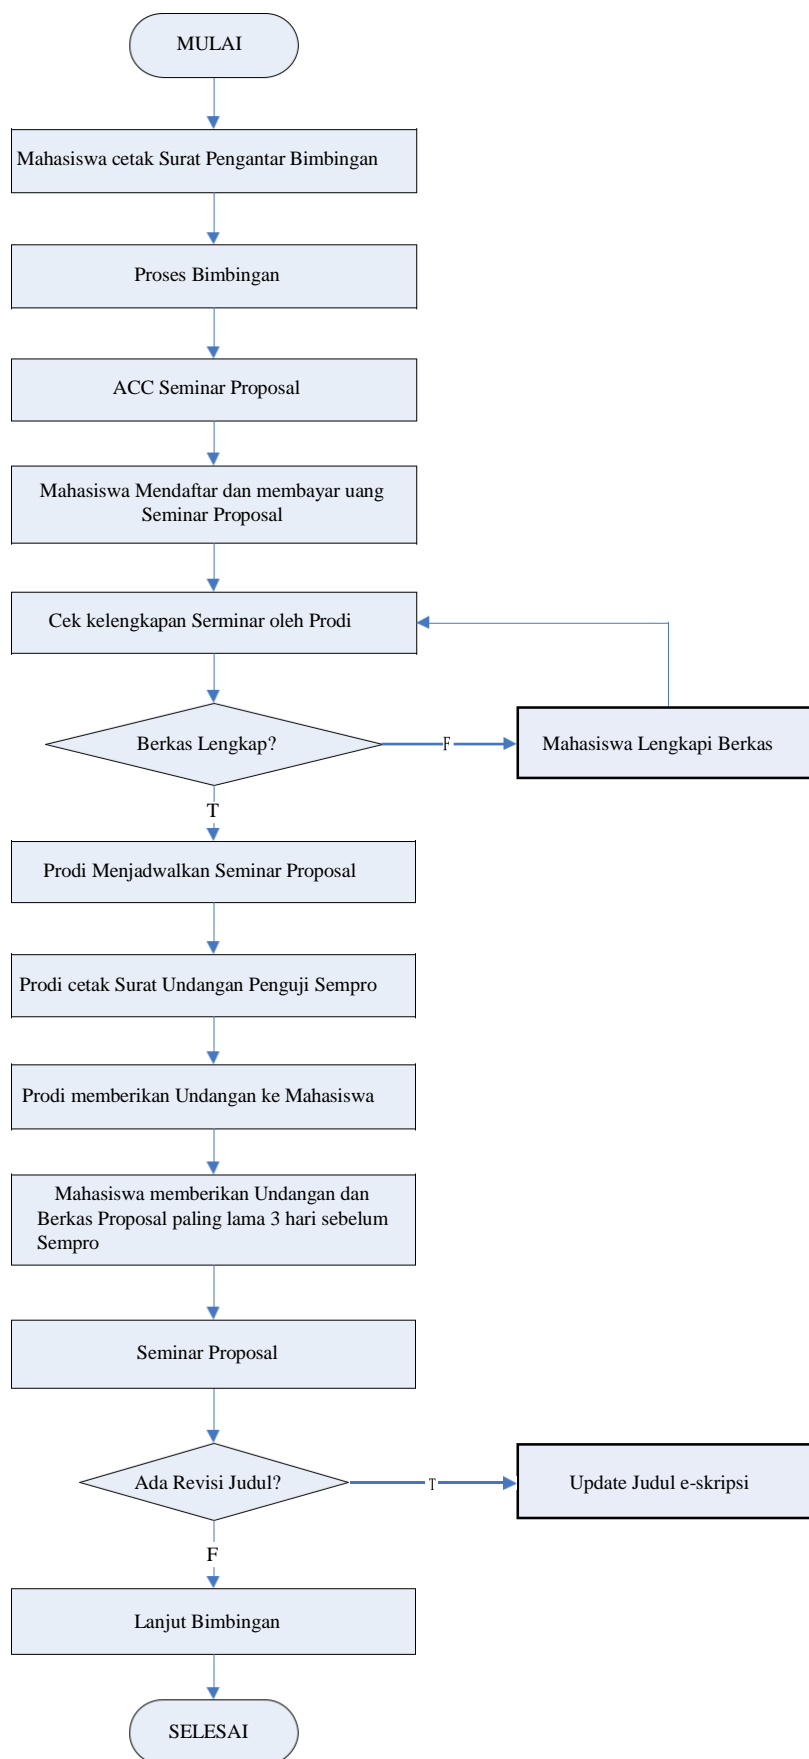 MULAI
Mahasiswa cetak Surat Pengantar Bimbingan
Proses Bimbingan
ACC Seminar Proposal
Mahasiswa Mendaftar dan membayar uang
Seminar Proposal
Cek kelengkapan Serminar oleh Prodi
Berkas Lengkap?
F
Mahasiswa Lengkapi Berkas
T
Prodi Menjadwalkan Seminar Proposal
Prodi cetak Surat Undangan Penguji Sempro
Prodi memberikan Undangan ke Mahasiswa
Mahasiswa memberikan Undangan dan
Berkas Proposal paling lama 3 hari sebelum
Sempro
Seminar Proposal
Ada Revisi Judul?
T
Update Judul e-skripsi
F
Lanjut Bimbingan
SELESAI